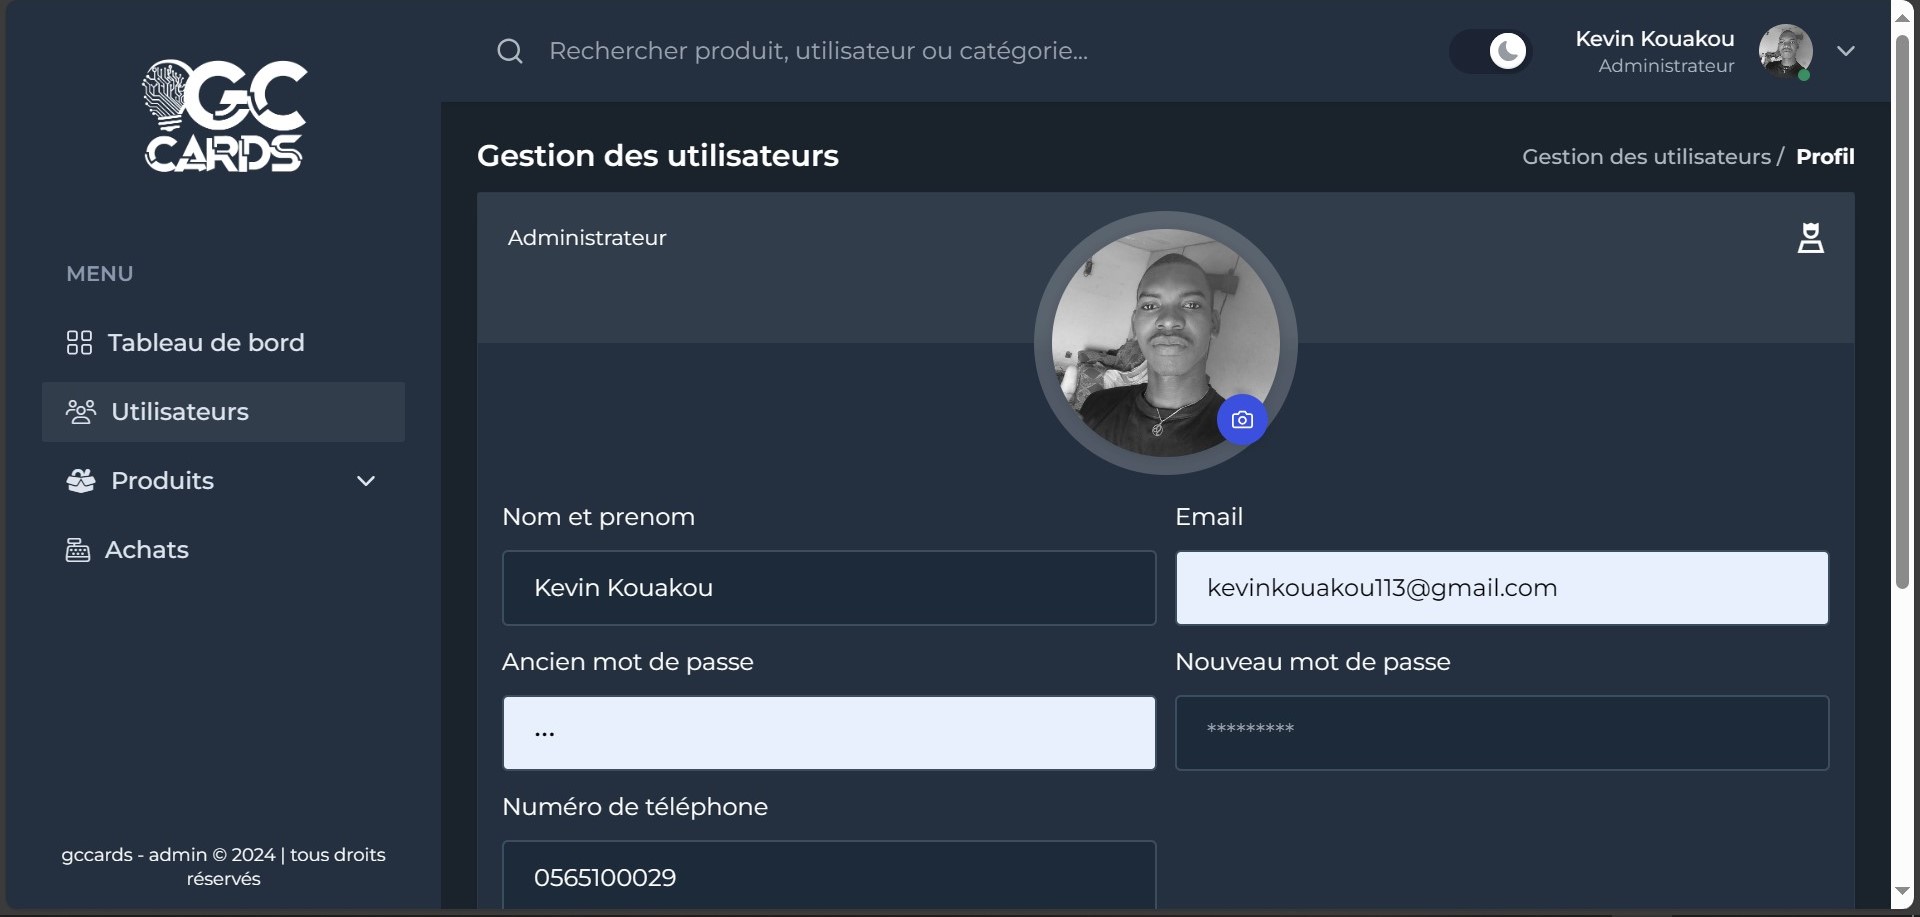 GC
CARDS
Rechercher produit, utilisateur ou catégorie...
Kevin Kouakou
Administrateur
MENU
Tableau de bord
Utilisateurs
Produits
Achats
gccards - admin © 2024 | tous droits
réservés
Gestion des utilisateurs
Gestion des utilisateurs / Profil
Administrateur
Nom et prenom
Kevin Kouakou
Email
kevinkouakou113@gmail.com
Ancien mot de passe
...
Nouveau mot de passe
*********
Numéro de téléphone
0565100029